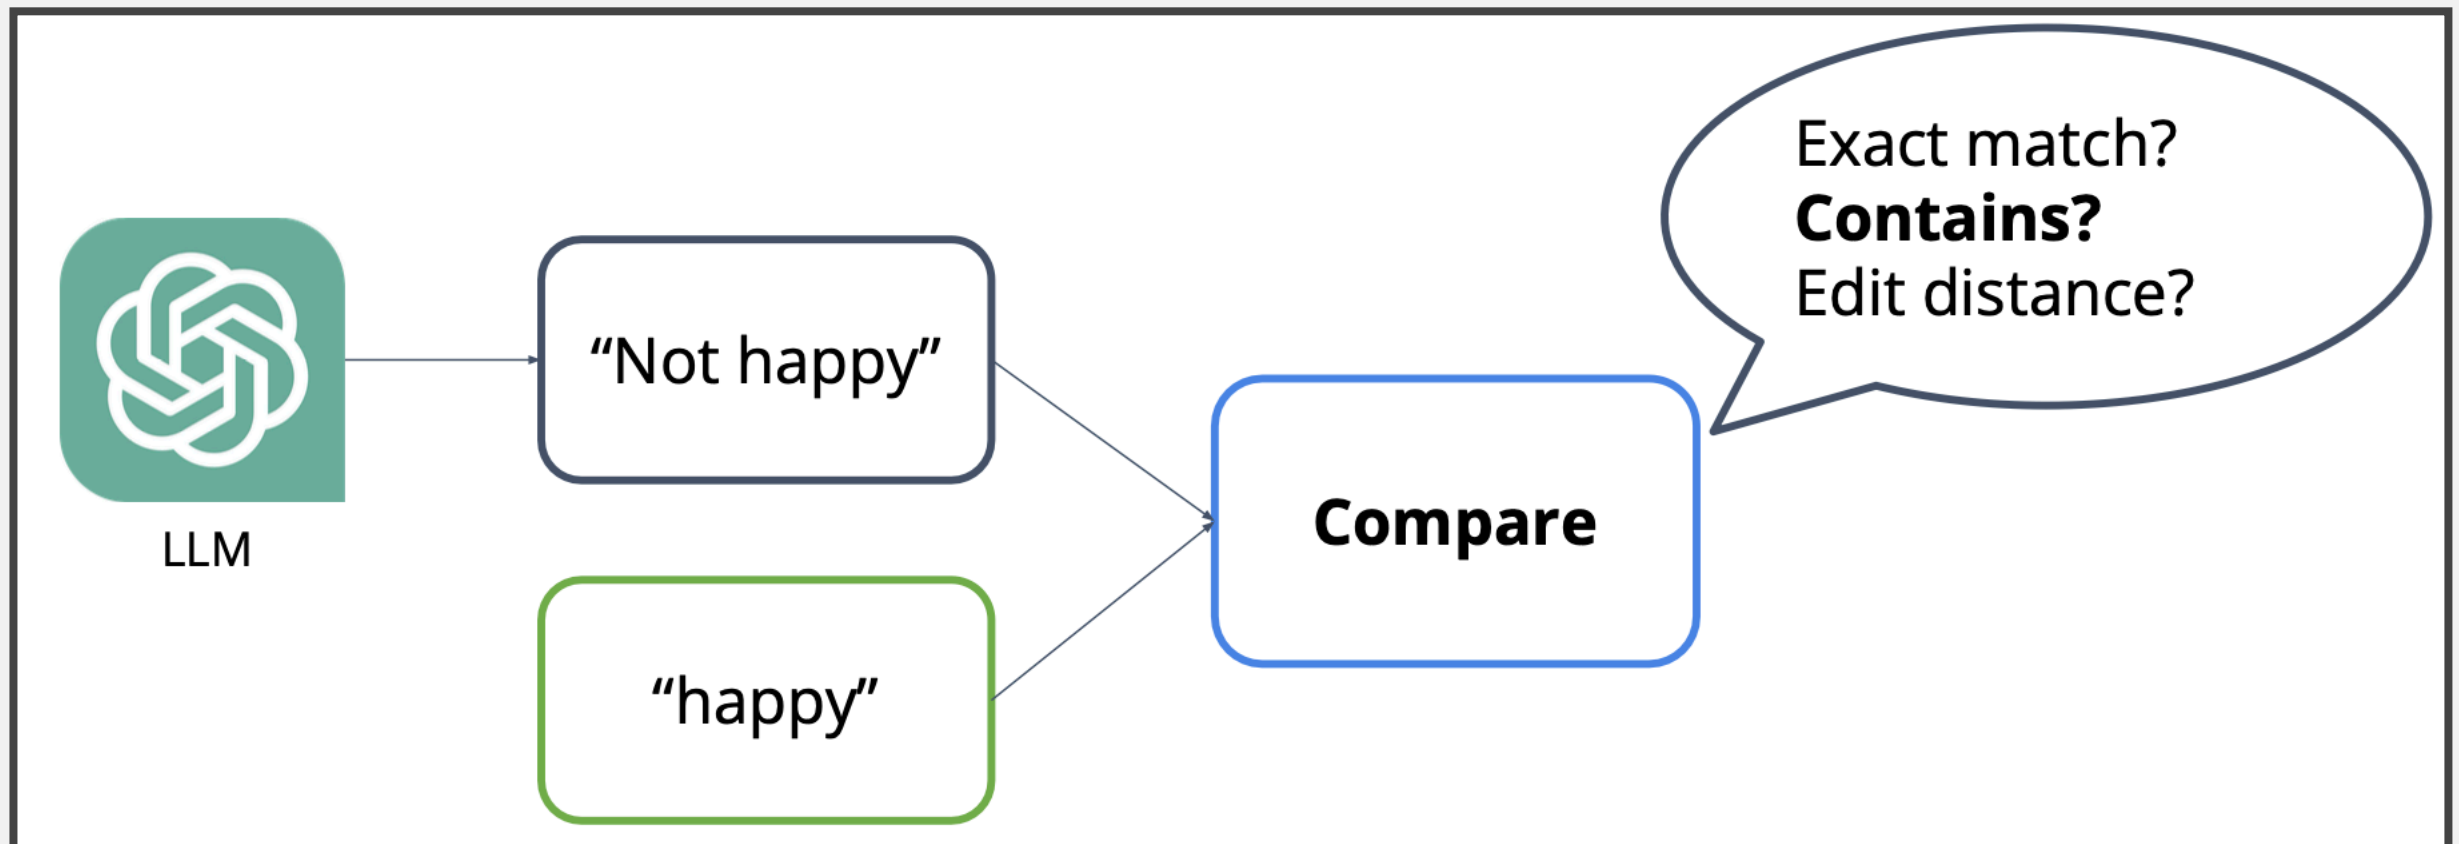 Exact match?
Contains?
Edit distance?
“Not happy”
Compare
LLM
“happy”